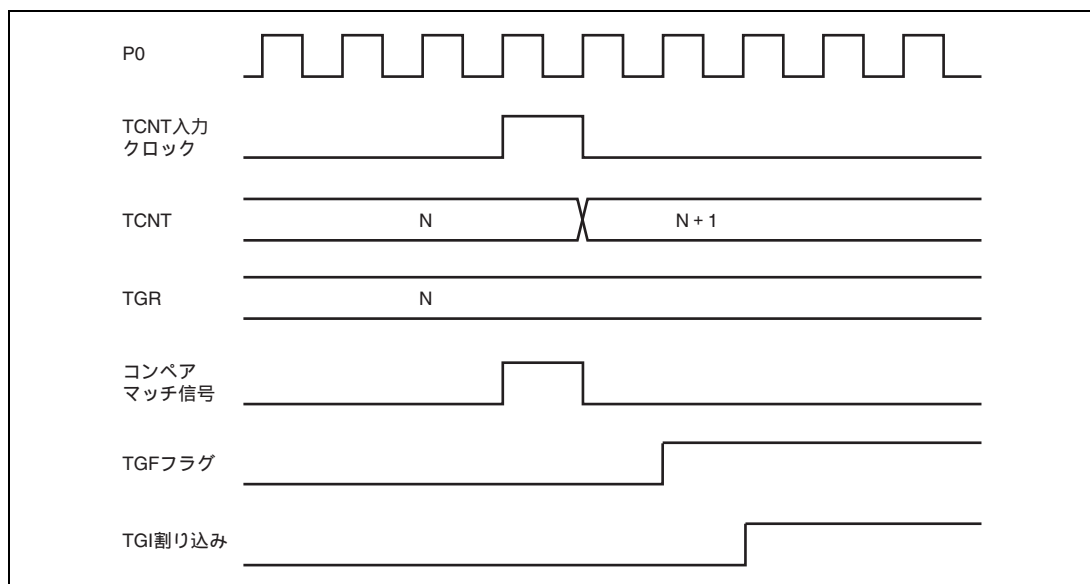 P0
TCNT入力
クロック
TCNT
N
N + 1
TGR
N
コンペア
マッチ信号
TGFフラグ
TGI割り込み